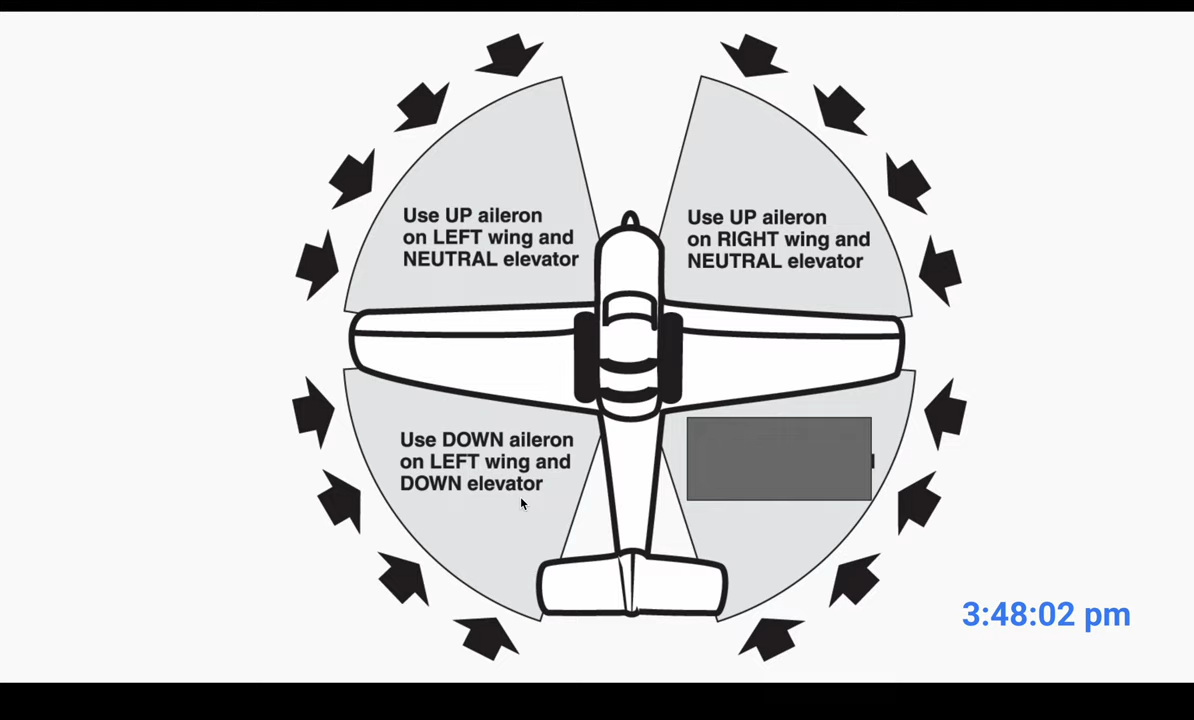 Use UP aileron
on LEFT wing and
NEUTRAL elevator
Use UP aileron
on RIGHT wing and
NEUTRAL elevator
Use DOWN aileron
on LEFT wing and
DOWN elevator
3:48:02 pm